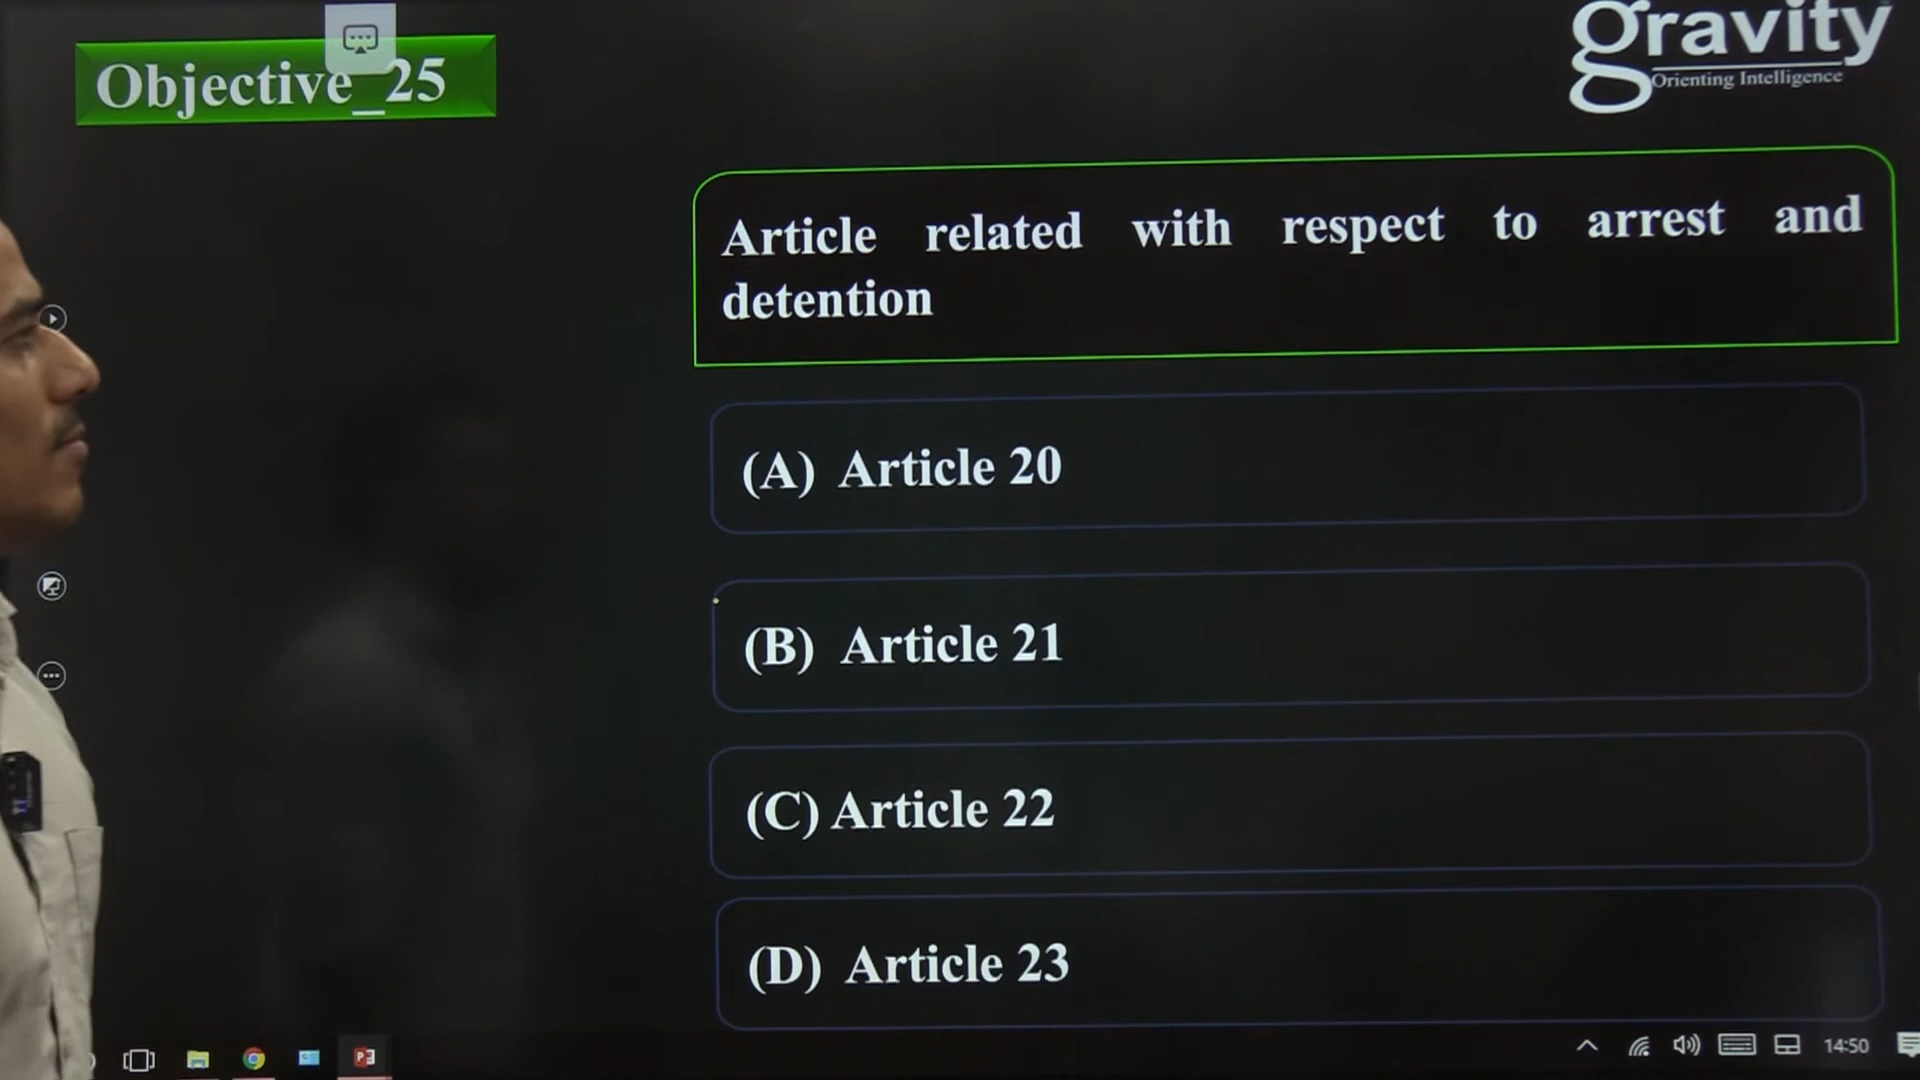 Objective_25
gravity
Orienting Intelligence
Article related with respect to arrest and
detention
(A) Article 20
(B) Article 21
(C) Article 22
(D) Article 23
14:50